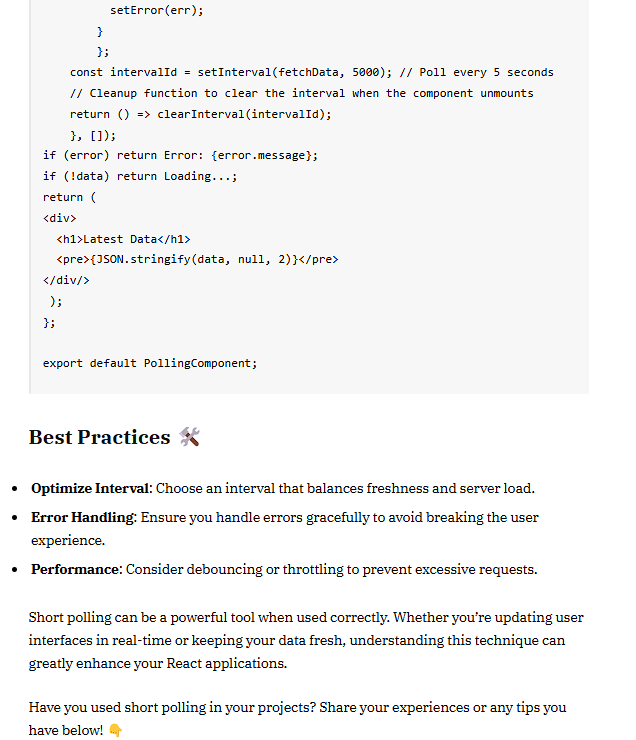 setError(err);
}
};
const intervalId = setInterval(fetchData, 5000); // Poll every 5 seconds
// Cleanup function to clear the interval when the component unmounts
return () => clearInterval(intervalId);
}, []);
if (error) return Error: {error.message};
if (!data) return Loading...;
return (
<div>
<h1>Latest Data</h1>
<pre>{JSON.stringify(data, null, 2)}</pre>
</div/>
);
};
export default PollingComponent;
Best Practices 🛠️
• Optimize Interval: Choose an interval that balances freshness and server load.
• Error Handling: Ensure you handle errors gracefully to avoid breaking the user
experience.
• Performance: Consider debouncing or throttling to prevent excessive requests.
Short polling can be a powerful tool when used correctly. Whether you’re updating user
interfaces in real-time or keeping your data fresh, understanding this technique can
greatly enhance your React applications.
Have you used short polling in your projects? Share your experiences or any tips you
have below! 👇